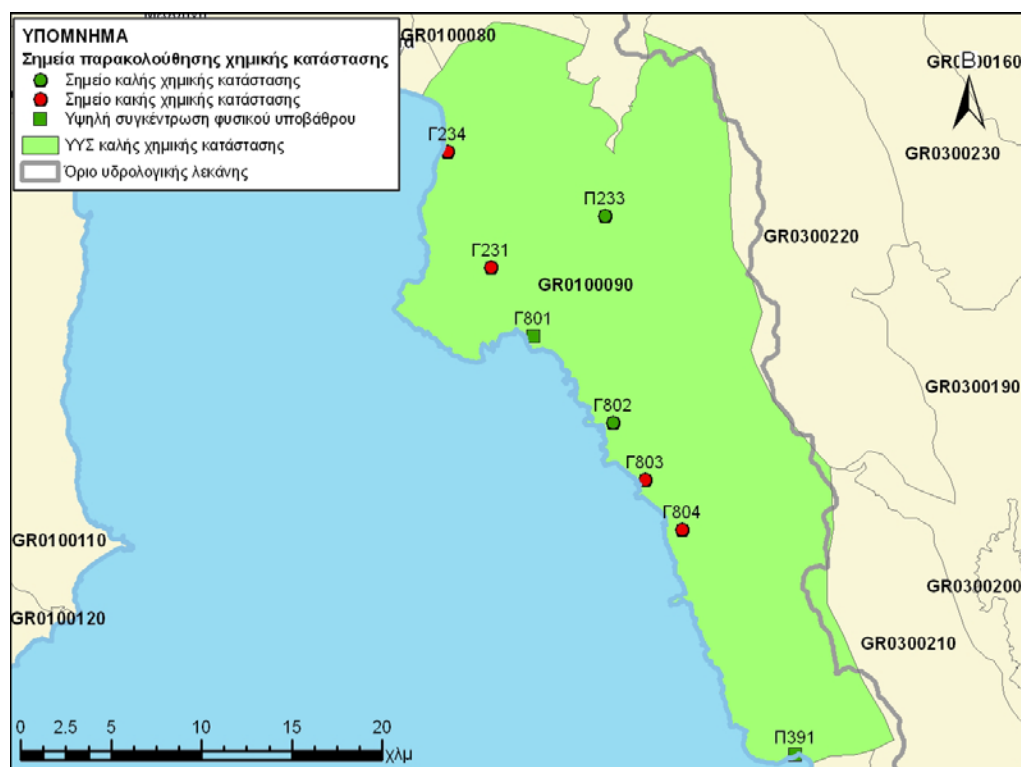 ΥΠΟΜΝΗΜΑ
Σημεία παρακολούθησης χημικής κατάστασης
Σημείο καλής χημικής κατάστασης
Σημείο κακής χημικής κατάστασης
Υψηλή συγκέντρωση φυσικού υποβάθρου
ΥΥΣ καλής χημικής κατάστασης
Όριο υδρολογικής λεκάνης
GR0100080
Β
GR0300230
Γ234
Π233
GR0300220
Γ231
GR0100090
Γ801
GR0300190
Γ802
Γ803
Γ804
GR0100110
GR0300200
GR0100120
GR0300210
0 2.5 5 10 15 20
χλμ
Π391